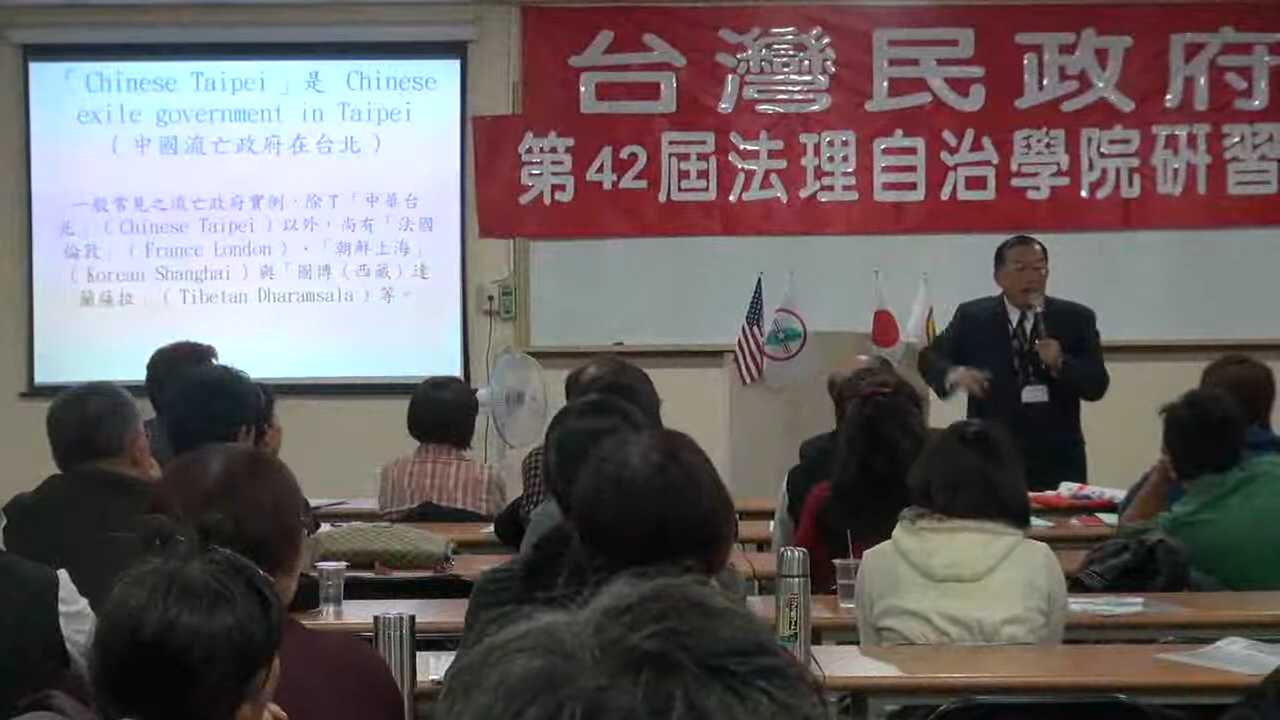 「Chinese Taipei」是 Chinese
exile government in Taipei
(中國流亡政府在台北)
一般常見之流亡政府實例，除了「中華台
北」(Chinese Taipei)以外，尚有「法國
倫敦」(France London)、「朝鮮上海」
(Korean Shanghai)與「圖博(西藏)達
蘭薩拉」(Tibetan Dharamsala)等。
台灣民政府
第42屆法理自治學院研習